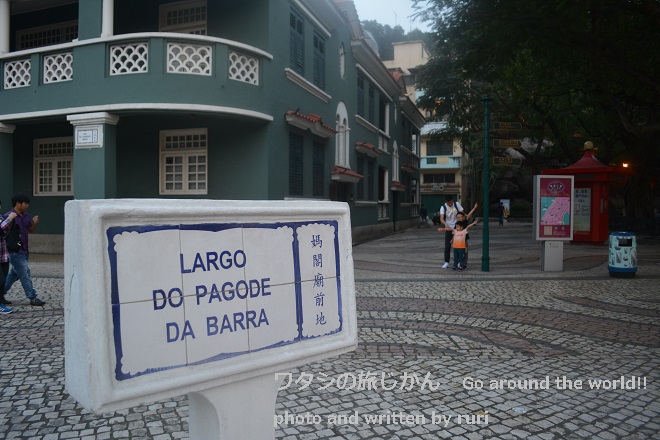 LARGO
DO PAGODE
DA BARRA
媽閣廟前地
ワタシの旅じかん Go around the world!!
photo and written by ruri